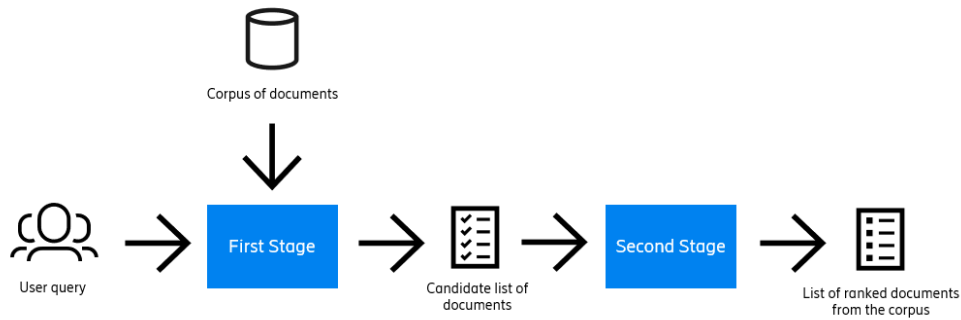 Corpus of documents
User query
First Stage
Candidate list of
documents
Second Stage
List of ranked documents
from the corpus